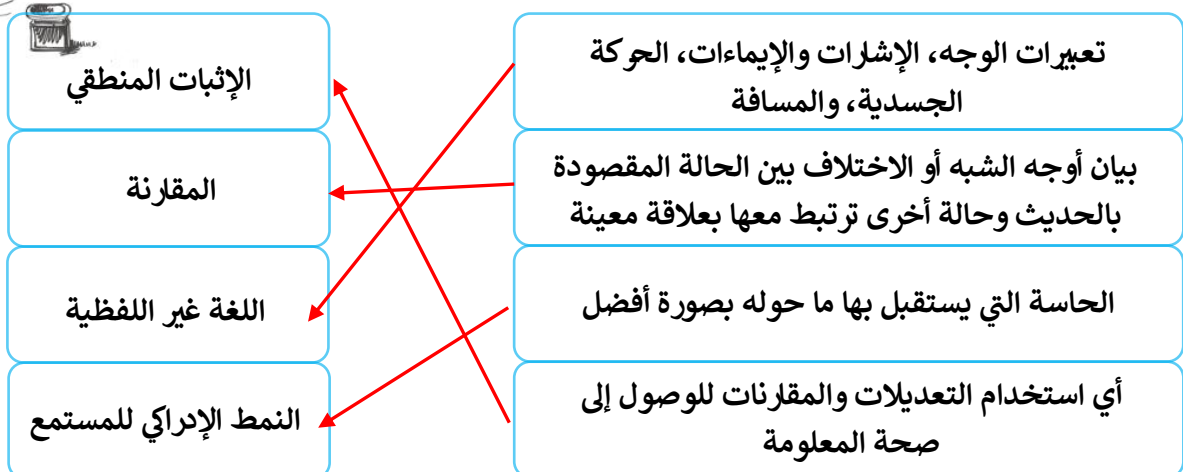 تعبيرات الوجه، الإشارات والإيماءات، الحركة
الجسدية، والمسافة
الإثبات المنطقي
بيان أوجه الشبه أو الاختلاف بين الحالة المقصودة
بالحديث وحالة أخرى ترتبط معها بعلاقة معينة
المقارنة
الحاسة التي يستقبل بها ما حوله بصورة أفضل
اللغة غير اللفظية
أي استخدام التعديلات والمقارنات للوصول إلى
صحة المعلومة
النمط الإدراكي للمستمع